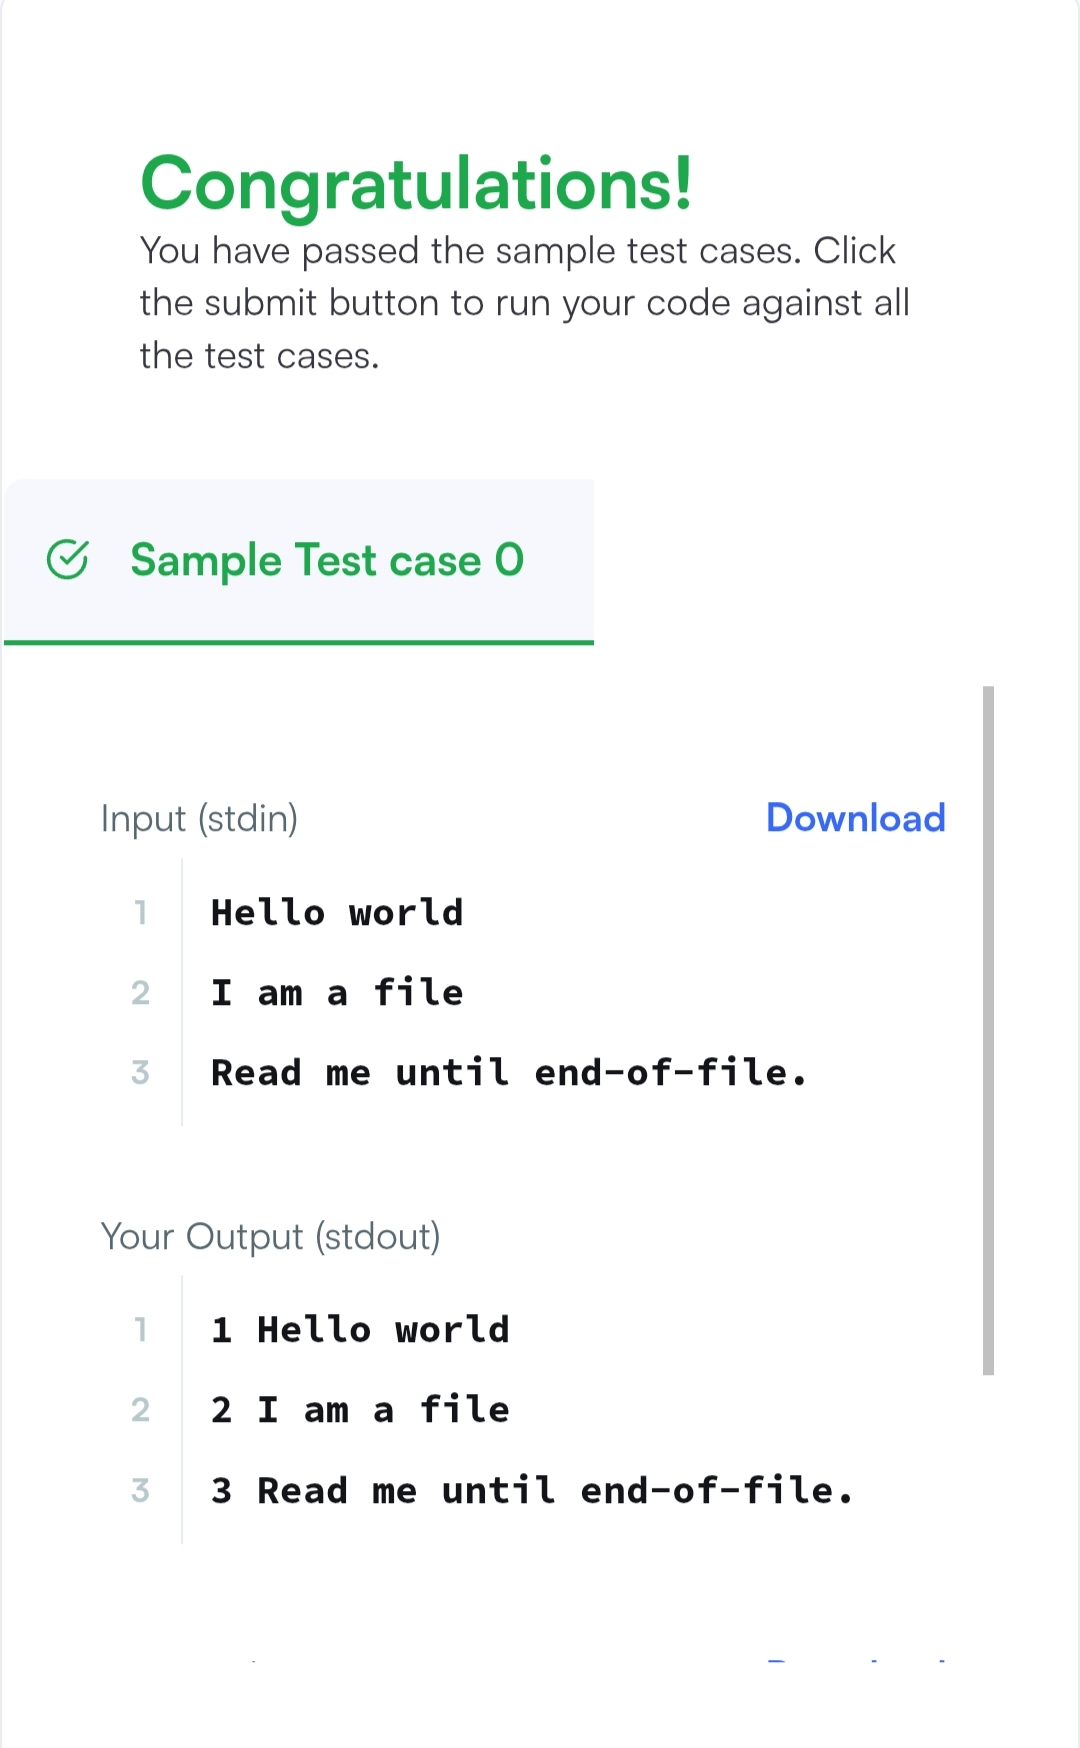 Congratulations!
You have passed the sample test cases. Click
the submit button to run your code against all
the test cases.
Sample Test case 0
Input (stdin)
Download
1 Hello world
2 I am a file
3 Read me until end-of-file.
Your Output (stdout)
1 1 Hello world
2 2 I am a file
3 3 Read me until end-of-file.